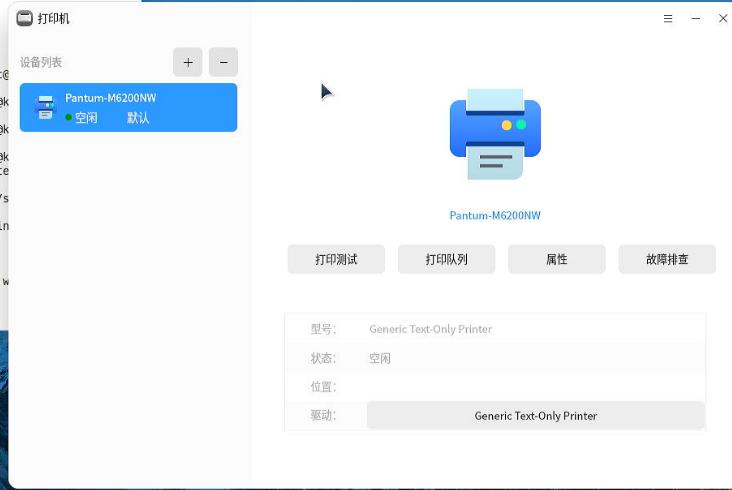 打印机
设备列表
+ −
Pantum-M6200NW
空闲 默认
Pantum-M6200NW
打印测试 打印队列 属性 故障排查
型号： Generic Text-Only Printer
状态： 空闲
位置：
驱动： Generic Text-Only Printer